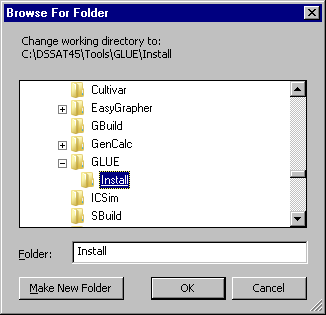 Browse For Folder
Change working directory to:
C:\DSSAT45\Tools\GLUE\Install
Cultivar
EasyGrapher
GBuild
GenCalc
GLUE
Install
ICSim
SBuild
Folder: Install
Make New Folder OK Cancel